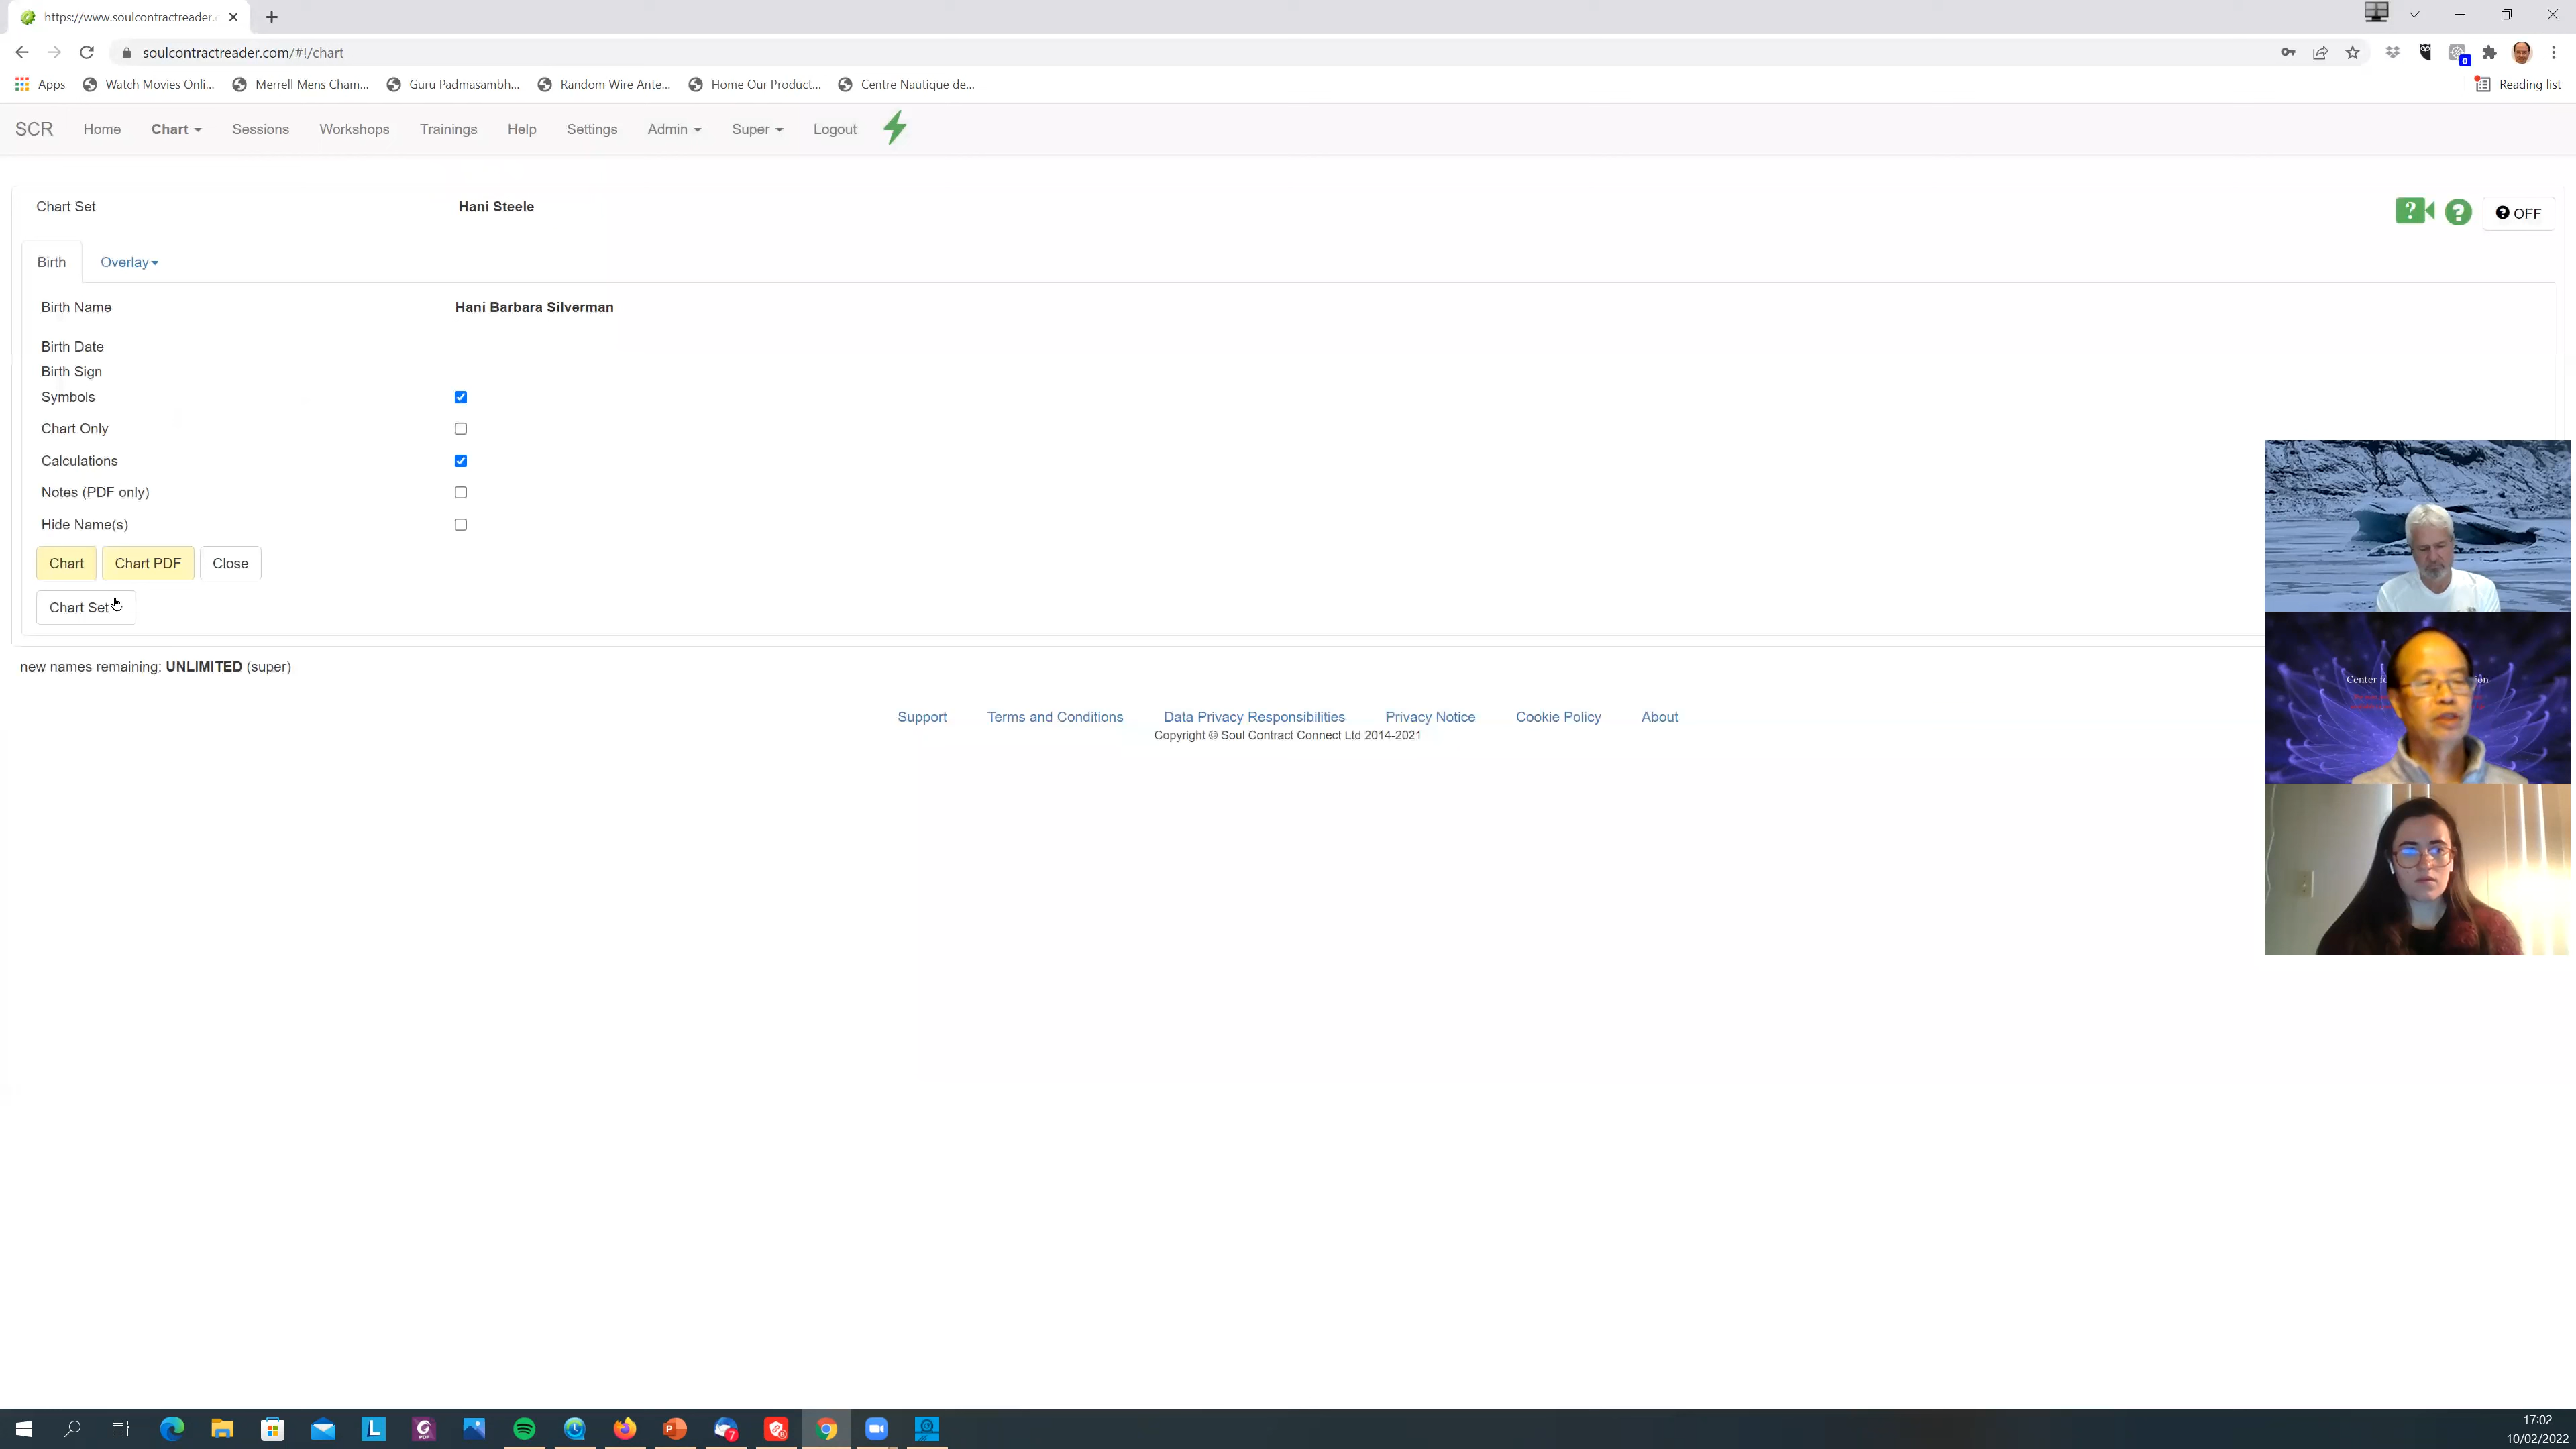 https://www.soulcontractreader.
soulcontractreader.com/#!/chart
0
Apps Watch Movies Onli... Merrell Mens Cham... Guru Padmasambh... Random Wire Ante... Home Our Product... Centre Nautique de... Reading list
SCR Home Chart Sessions Workshops Trainings Help Settings Admin Super Logout
Chart Set Hani Steele ? ? ? OFF
Birth Overlay
Birth Name Hani Barbara Silverman
Birth Date
Birth Sign
Symbols
Chart Only
Calculations
Notes (PDF only)
Hide Name(s)
Chart Chart PDF Close
Chart Set
new names remaining: UNLIMITED (super)
Center
Support Terms and Conditions Data Privacy Responsibilities Privacy Notice Cookie Policy About
Copyright © Soul Contract Connect Ltd 2014-2021
L PDF P 7
17:02
10/02/2022